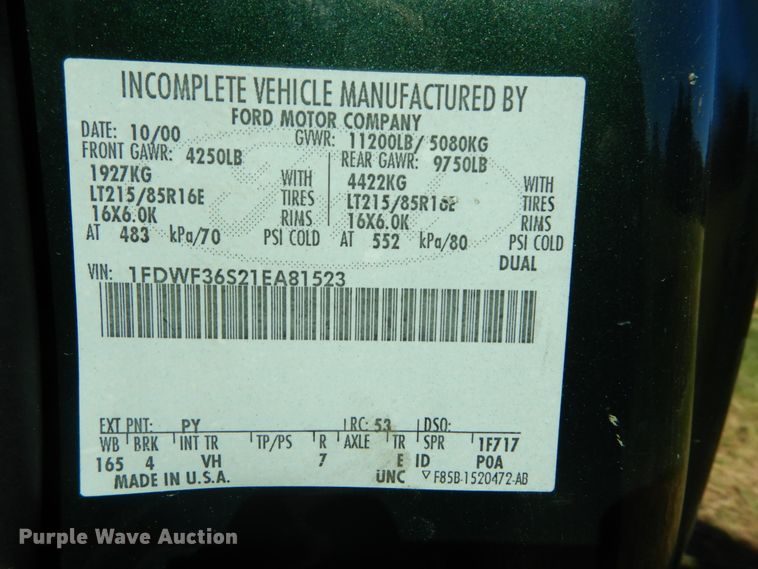 INCOMPLETE VEHICLE MANUFACTURED BY
FORD MOTOR COMPANY
DATE: 10/00 GVWR: 11200LB/ 5080KG
FRONT GAWR: 4250LB REAR GAWR: 9750LB
1927KG WITH 4422KG WITH
LT215/85R16E TIRES LT215/85R16E TIRES
16X6.0K RIMS 16X6.0K RIMS
AT 483 kPa/70 PSI COLD AT 552 kPa/80 PSI COLD
DUAL
VIN: 1FDWF36S21EA81523
EXT PNT: PY RC: 53 DSO:
WB BRK INT TR TP/PS R AXLE TR SPR 1F717
165 4 VH 7 E ID POA
MADE IN U.S.A. UNC F85B-1520472-AB
Purple Wave Auction